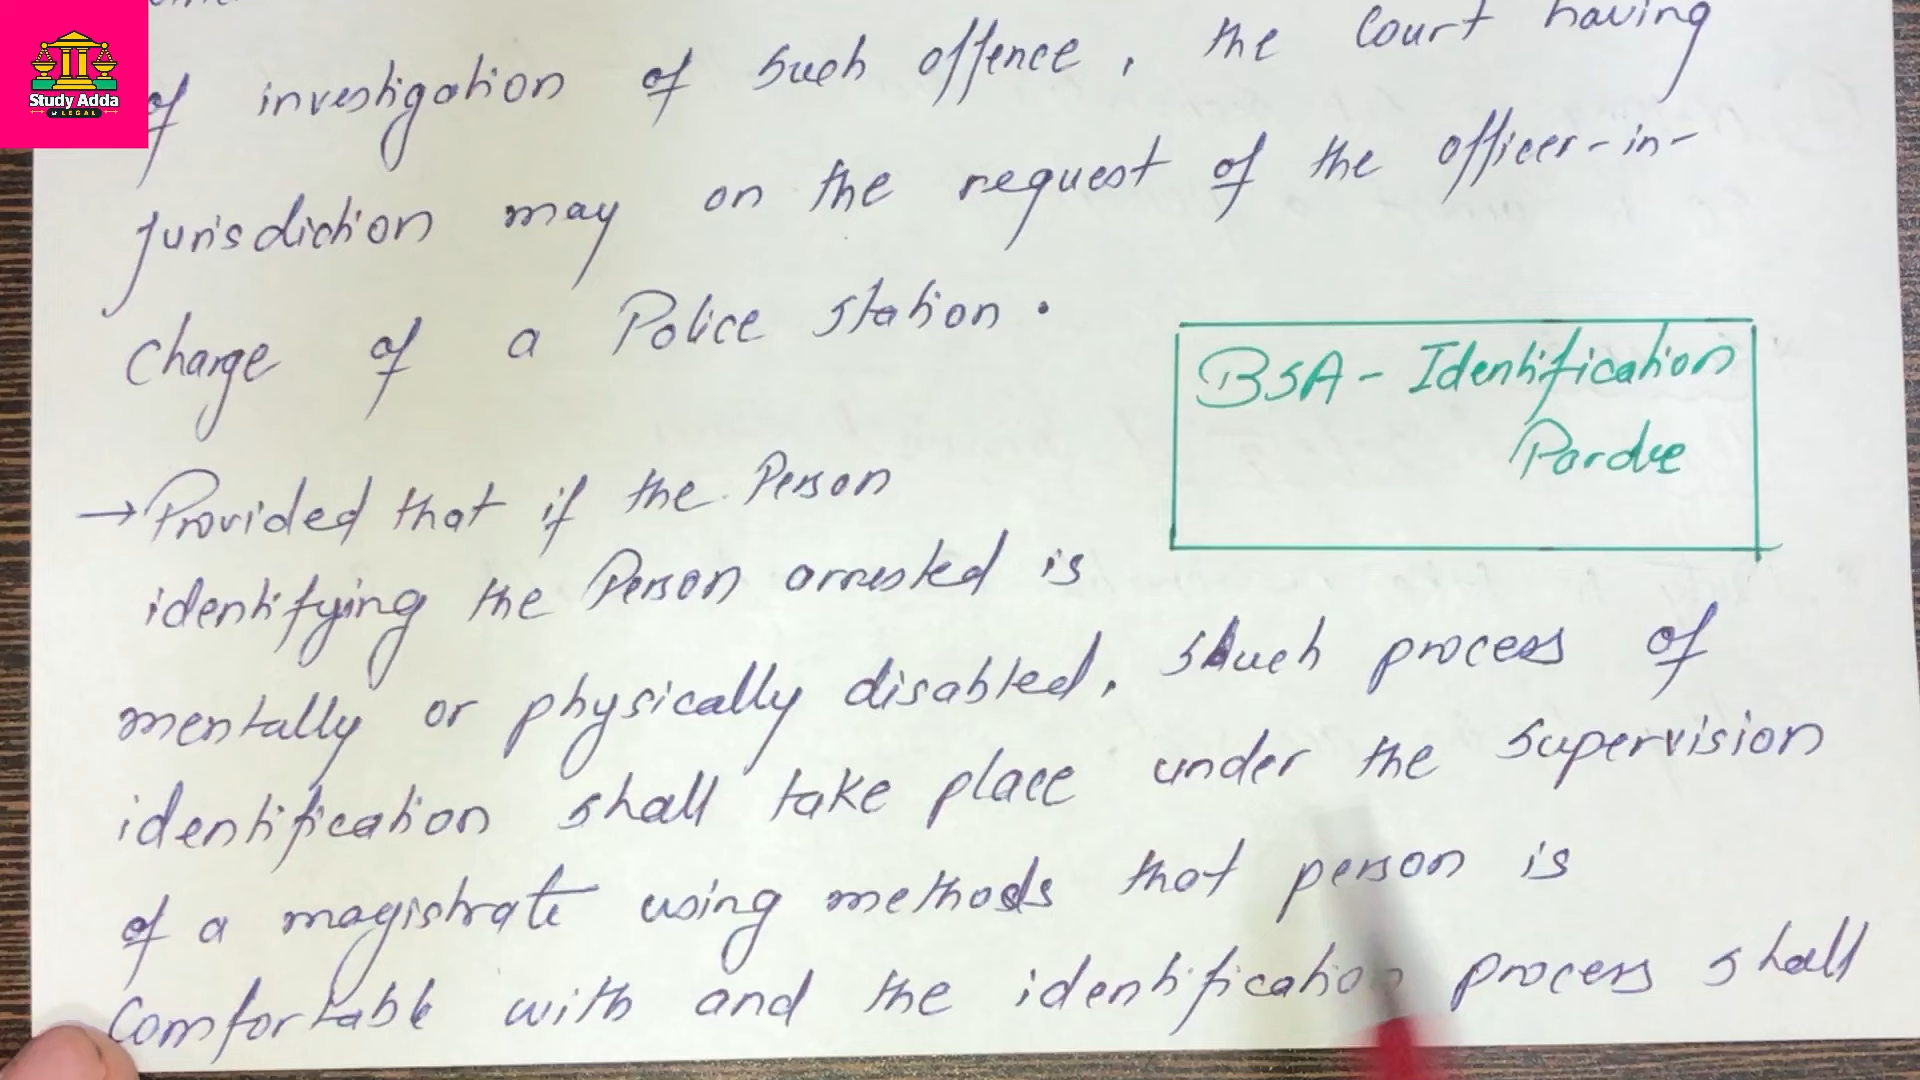 Study Adda
LEGAL
of investigation of such offence, the Court having
jurisdiction may on the request of the officer-in-
charge of a Police station.
BSA - Identification
Pardve
→ Provided that if the Person
identifying the Person arrested is
mentally or physically disabled, such process of
identification shall take place under the supervision
of a magistrate using methods that person is
Comfortable with and the identification process shall